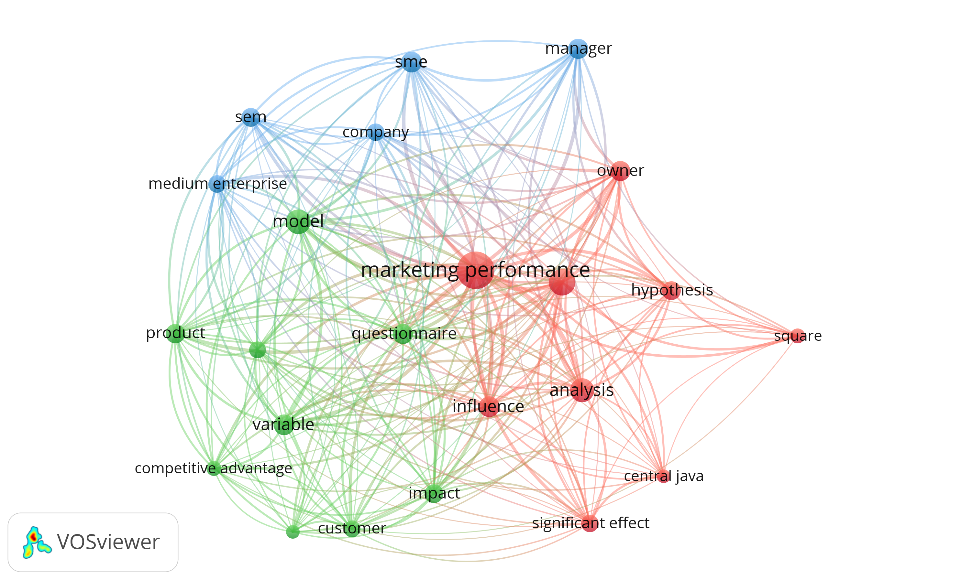 manager
sme
sem
company
owner
medium enterprise
model
marketing performance
hypothesis
product
questionnaire
square
analysis
influence
variable
competitive advantage
central java
impact
significant effect
customer
VOSviewer